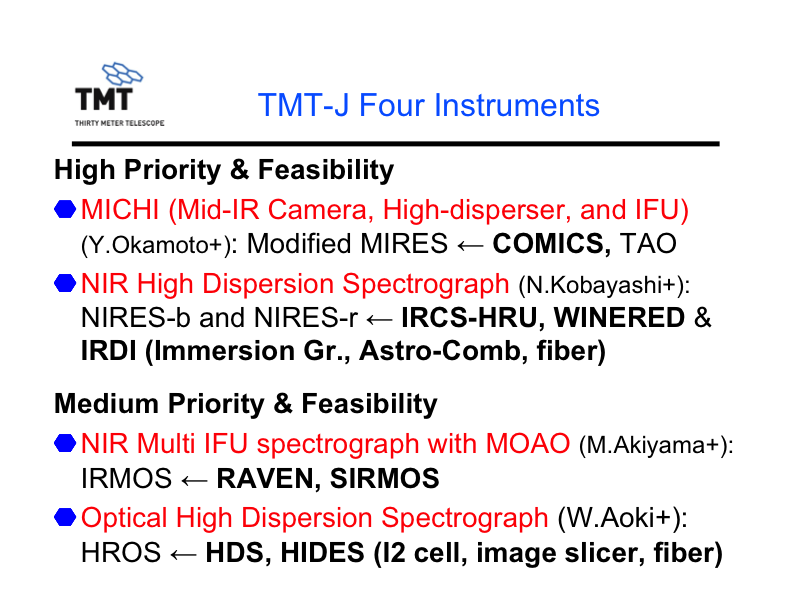 TMT
THIRTY METER TELESCOPE
TMT-J Four Instruments
High Priority & Feasibility
MICHI (Mid-IR Camera, High-disperser, and IFU)
(Y.Okamoto+): Modified MIRES ← COMICS, TAO
NIR High Dispersion Spectrograph (N.Kobayashi+):
NIRES-b and NIRES-r ← IRCS-HRU, WINERED &
IRDI (Immersion Gr., Astro-Comb, fiber)
Medium Priority & Feasibility
NIR Multi IFU spectrograph with MOAO (M.Akiyama+):
IRMOS ← RAVEN, SIRMOS
Optical High Dispersion Spectrograph (W.Aoki+):
HROS ← HDS, HIDES (I2 cell, image slicer, fiber)